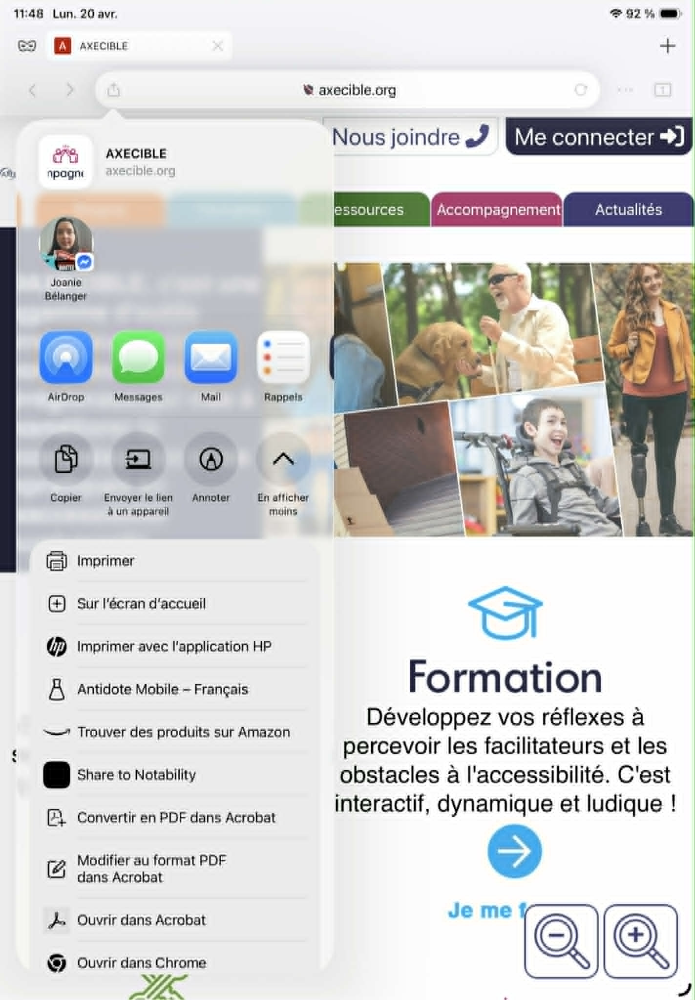 11:48 Lun. 20 avr.
92 %
AXECIBLE
axecible.org
1
Nous joindre
Me connecter
AXECIBLE
axecible.org
essources
Accompagnement
Actualités
Joanie
Bélanger
AirDrop
Messages
Mail
Rappels
Copier
Envoyer le lien
à un appareil
Annoter
En afficher
moins
Imprimer
Sur l'écran d'accueil
hp Imprimer avec l'application HP
Antidote Mobile – Français
Trouver des produits sur Amazon
Share to Notability
Convertir en PDF dans Acrobat
Modifier au format PDF
dans Acrobat
Ouvrir dans Acrobat
Ouvrir dans Chrome
Formation
Développez vos réflexes à
percevoir les facilitateurs et les
obstacles à l'accessibilité. C'est
interactif, dynamique et ludique !
Je me f